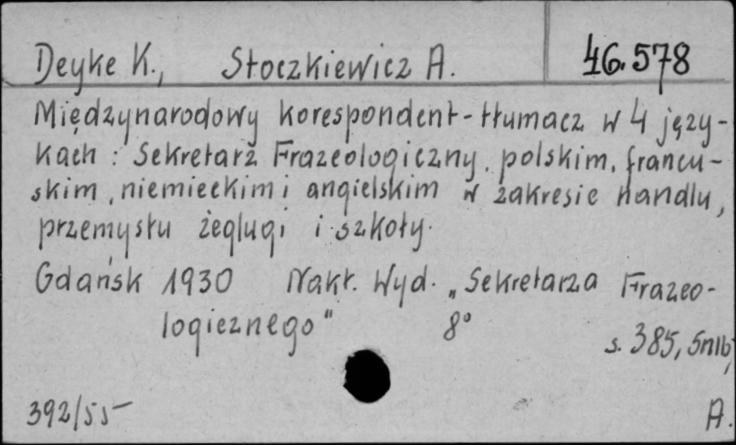 Deyke K., Stoczkiewicz A. 46.578
Międzynarodowy korespondent-tłumacz w 4 języ-
kach : Sekretarz Frazeologiczny, polskim, francu-
skim, niemieckim i angielskim w zakresie handlu,
przemysłu żeglugi i szkoły.
Gdańsk 1930 Nakł. Wyd. „Sekretarza Frazeo-
logicznego" 8° s. 385, 5nlb,
392/55 A.